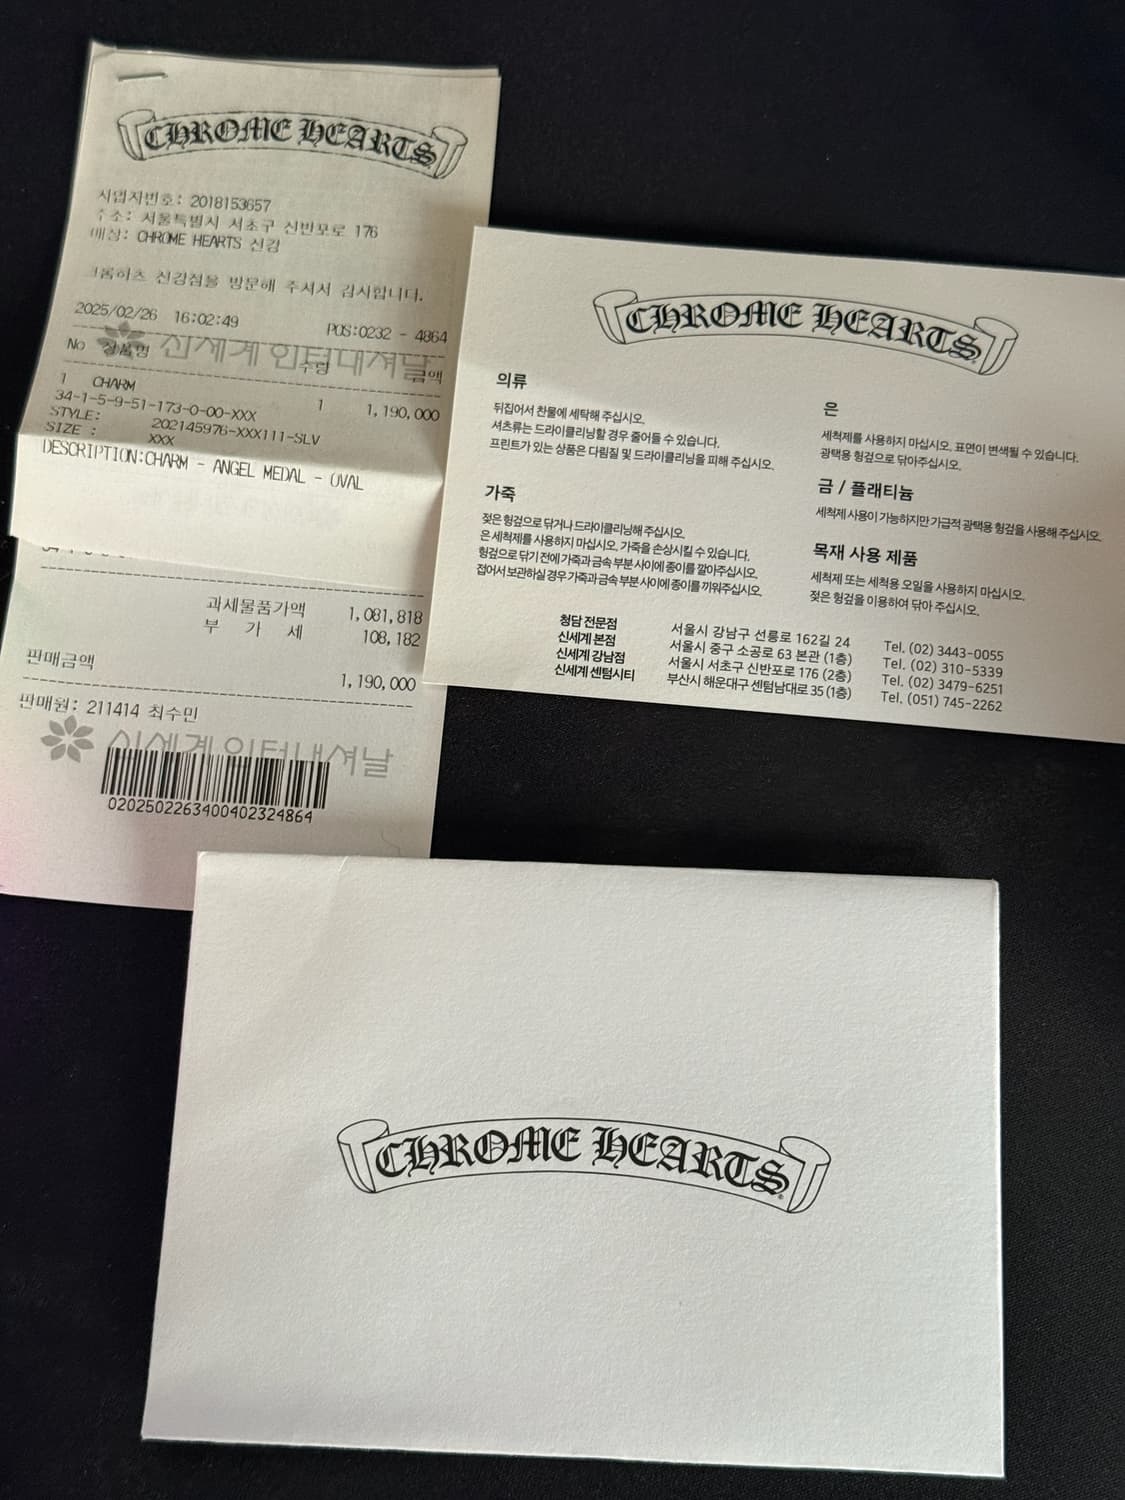 CHROME HEARTS
사업자번호: 2018153657
주소: 서울특별시 서초구 신반포로 176
매장: CHROME HEARTS 신강
크롬하츠 신강점을 방문해 주셔서 감사합니다.
2025/02/26 16:02:49 POS:0232 - 4864
신세계인터내셔날
No 상품명 수량 금액
1 CHARM
34-1-5-9-51-173-0-00-XXX 1 1,190,000
STYLE: 202145976-XXX111-SLV
SIZE : XXX
DESCRIPTION:CHARM - ANGEL MEDAL - OVAL
과세물품가액 1,081,818
부 가 세 108,182
판매금액
1,190,000
판매원: 211414 최수민
신세계인터내셔날
0202502263400402324864
CHROME HEARTS
의류
뒤집어서 찬물에 세탁해 주십시오.
셔츠류는 드라이클리닝할 경우 줄어들 수 있습니다.
프린트가 있는 상품은 다림질 및 드라이클리닝을 피해 주십시오.
가죽
젖은 헝겊으로 닦거나 드라이클리닝해 주십시오.
은 세척제를 사용하지 마십시오. 가죽을 손상시킬 수 있습니다.
헝겊으로 닦기 전에 가죽과 금속 부분 사이에 종이를 깔아주십시오.
접어서 보관하실 경우 가죽과 금속 부분 사이에 종이를 끼워주십시오.
은
세척제를 사용하지 마십시오. 표면이 변색될 수 있습니다.
광택용 헝겊으로 닦아주십시오.
금 / 플래티늄
세척제 사용이 가능하지만 가급적 광택용 헝겊을 사용해 주십시오.
목재 사용 제품
세척제 또는 세척용 오일을 사용하지 마십시오.
젖은 헝겊을 이용하여 닦아 주십시오.
청담 전문점 서울시 강남구 선릉로 162길 24 Tel. (02) 3443-0055
신세계 본점 서울시 중구 소공로 63 본관 (1층) Tel. (02) 310-5339
신세계 강남점 서울시 서초구 신반포로 176 (2층) Tel. (02) 3479-6251
신세계 센텀시티 부산시 해운대구 센텀남대로 35 (1층) Tel. (051) 745-2262
CHROME HEARTS